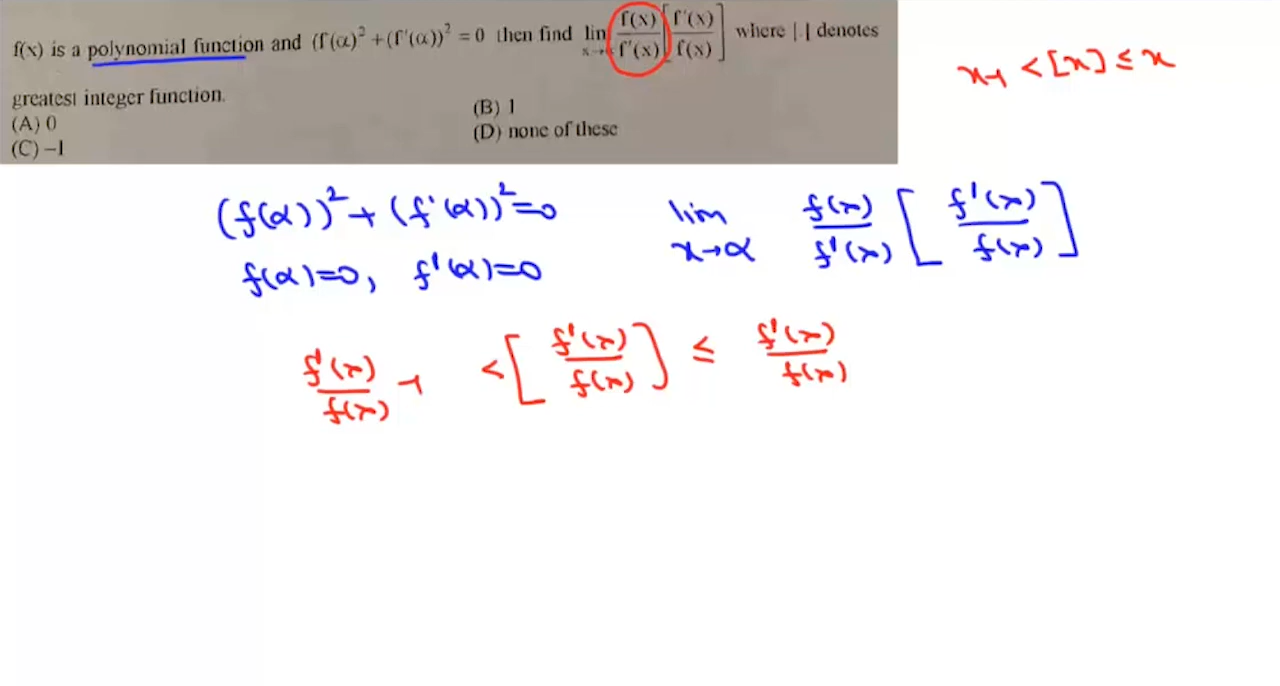 f(x) is a polynomial function and (f(α))² + (f'(α))² = 0 then find lim x→α f(x)/f'(x) [f'(x)/f(x)] where [.] denotes
greatest integer function.
(A) 0 (B) 1
(C) –1 (D) none of these
x-1 < [x] ≤ x
(f(α))² + (f'(α))² = 0 lim x→α f(x)/f'(x) [f'(x)/f(x)]
f(α)=0, f'(α)=0
f'(x)/f(x) -1 < [f'(x)/f(x)] ≤ f'(x)/f(x)